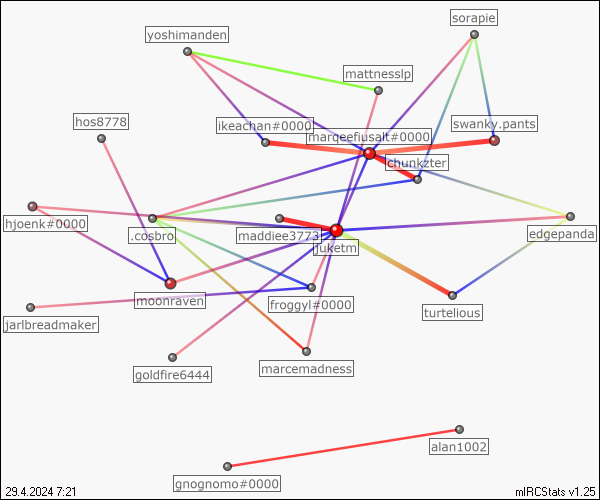 sorapie
yoshimanden
mattnesslp
hos8778
ikeachan#0000
swanky.pants
marqeefiusalt#0000
chunkzter
hjoenk#0000
.cosbro
maddiee3773
edgepanda
juketm
moonraven
froggyl#0000
turtelious
jarlbreadmaker
marcemadness
goldfire6444
alan1002
gnognomo#0000
29.4.2024 7:21
mIRCStats v1.25